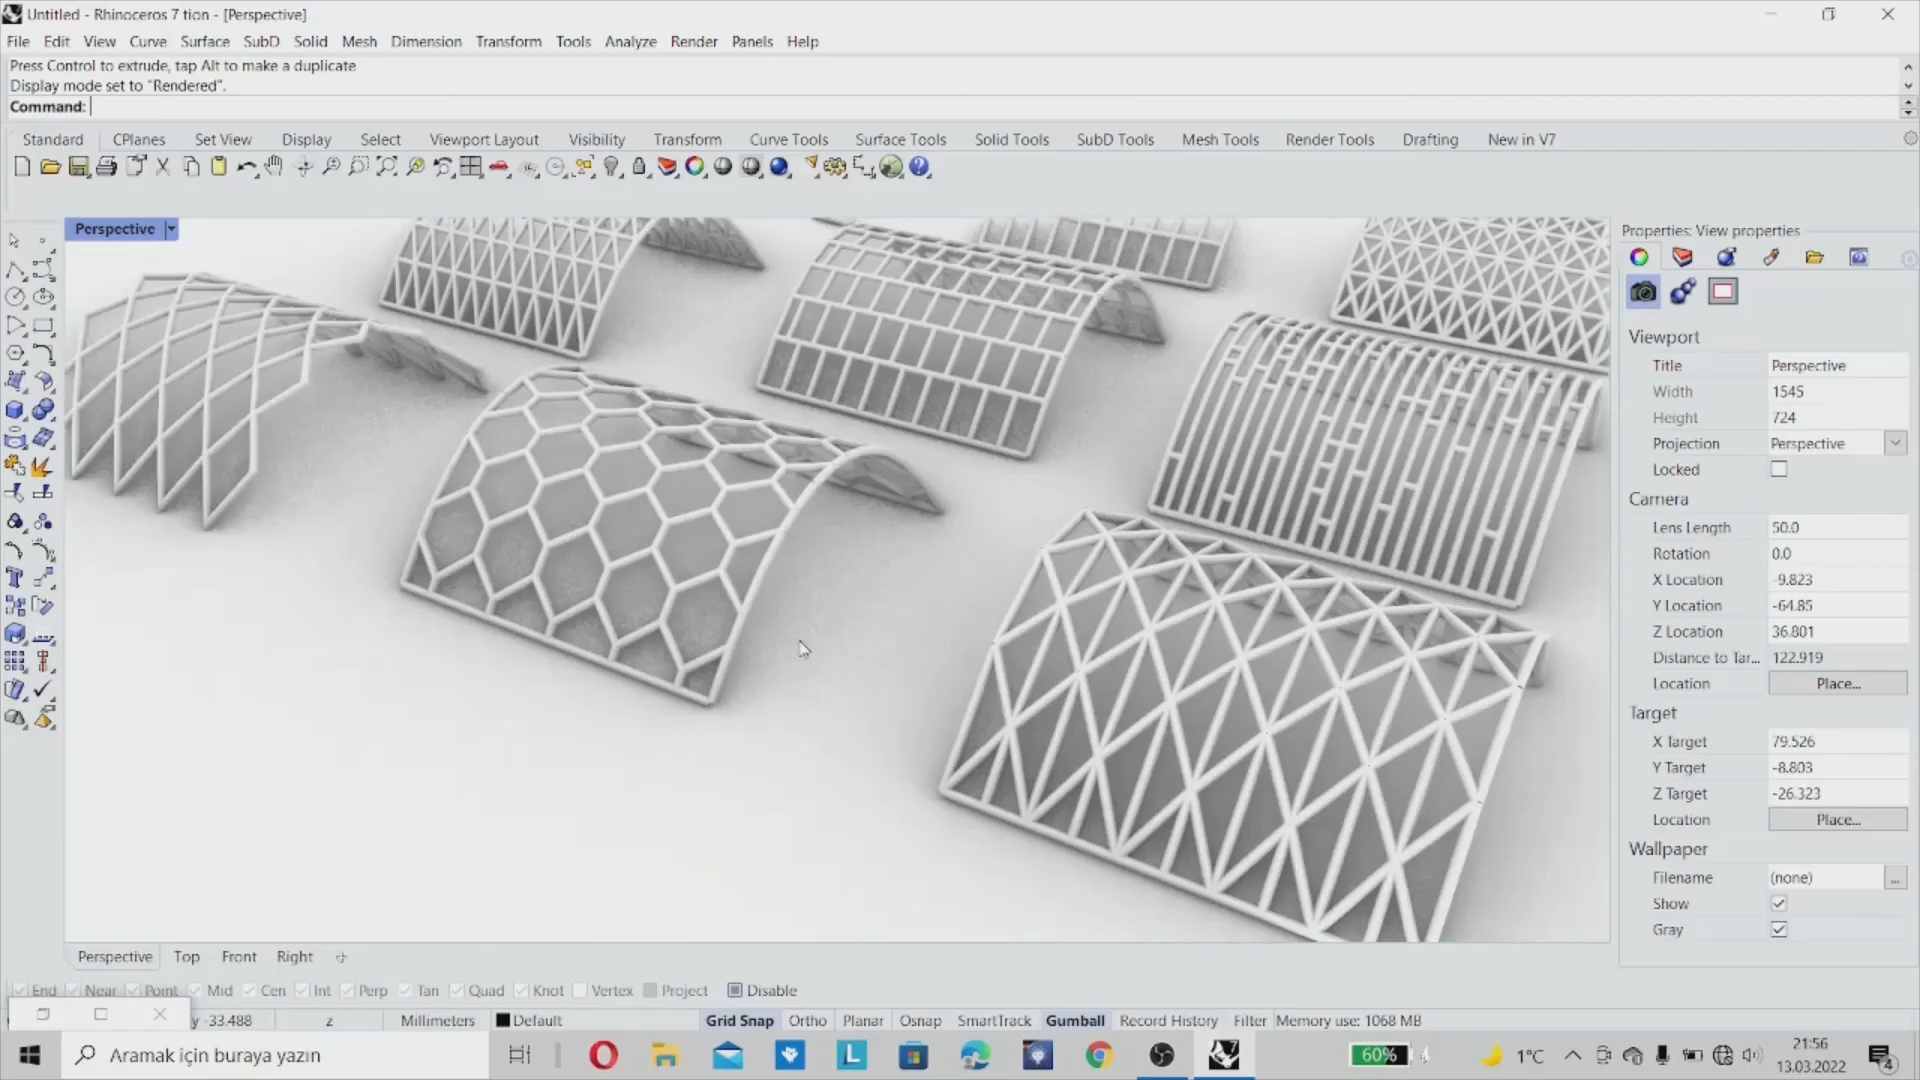 Untitled - Rhinoceros 7 tion - [Perspective]
File Edit View Curve Surface SubD Solid Mesh Dimension Transform Tools Analyze Render Panels Help
Press Control to extrude, tap Alt to make a duplicate
Display mode set to "Rendered".
Command:
Standard CPlanes Set View Display Select Viewport Layout Visibility Transform Curve Tools Surface Tools Solid Tools SubD Tools Mesh Tools Render Tools Drafting New in V7
Perspective
Properties: View properties
Viewport
Title Perspective
Width 1545
Height 724
Projection Perspective
Locked
Camera
Lens Length 50.0
Rotation 0.0
X Location -9.823
Y Location -64.85
Z Location 36.801
Distance to Tar... 122.919
Location Place...
Target
X Target 79.526
Y Target -8.803
Z Target -26.323
Location Place...
Wallpaper
Filename (none) ...
Show
Gray
Perspective Top Front Right
End Near Point Mid Cen Int Perp Tan Quad Knot Vertex Project Disable
y -33.488 z Millimeters Default Grid Snap Ortho Planar Osnap SmartTrack Gumball Record History Filter Memory use: 1068 MB
Aramak için buraya yazın
60%
1°C
21:56
13.03.2022
4